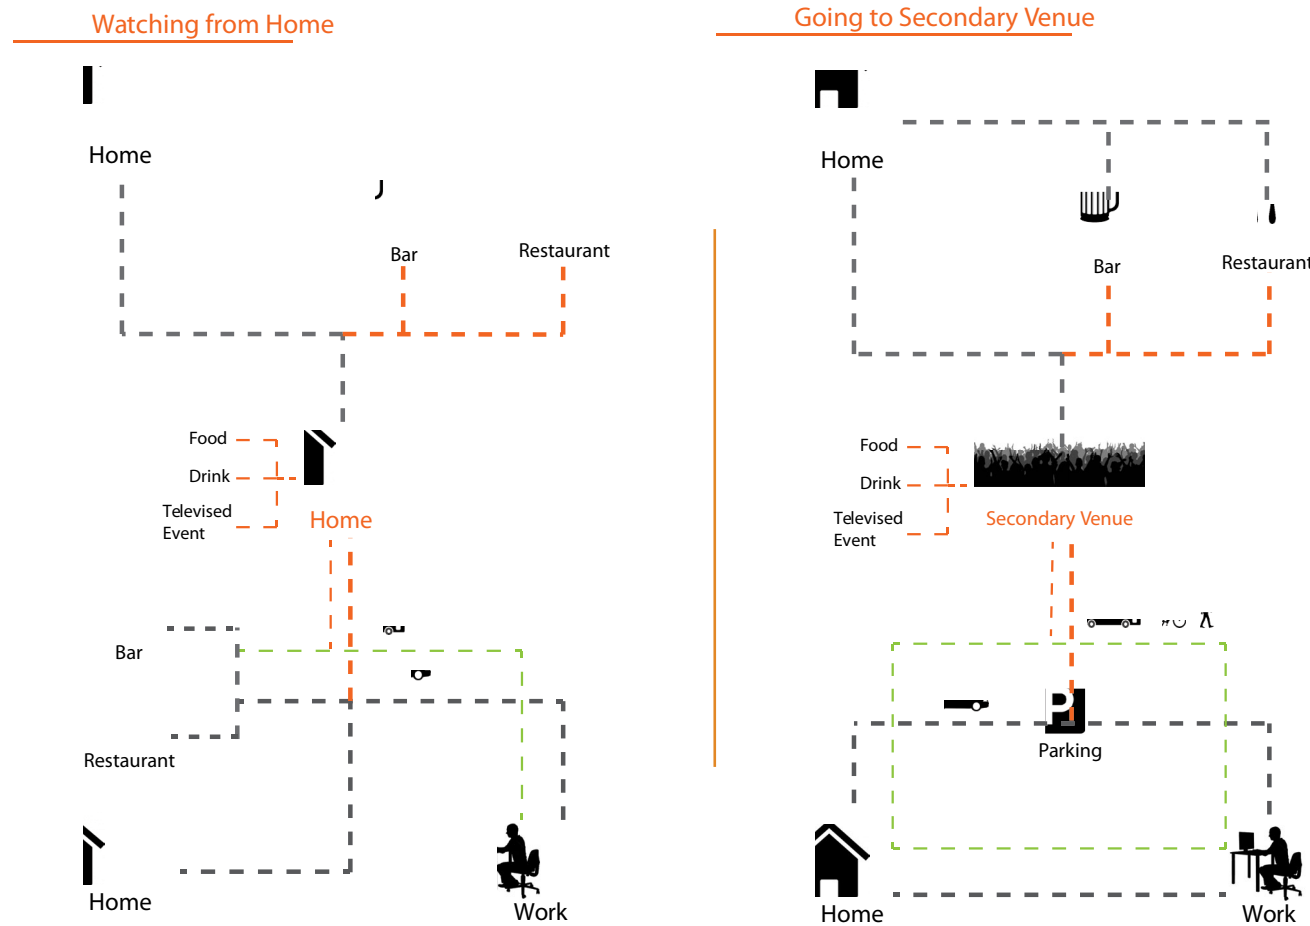 Watching from Home
Home
Bar
Restaurant
Food
Drink
Televised
Event
Home
Bar
Restaurant
Home
Work
Going to Secondary Venue
Home
Bar
Restaurant
Food
Drink
Televised
Event
Secondary Venue
P
Parking
Home
Work